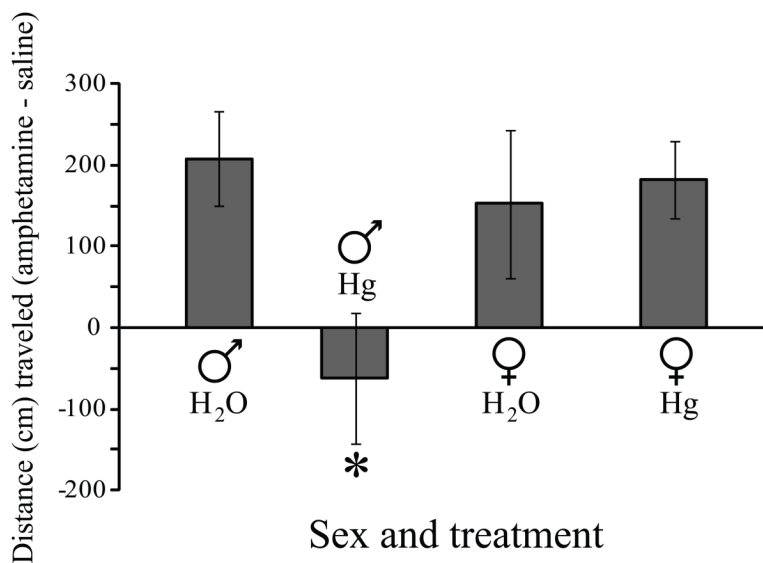 Distance (cm) traveled (amphetamine - saline)
300
200
100
0
-100
-200
♂
H₂O
♂
Hg
*
♀
H₂O
♀
Hg
Sex and treatment